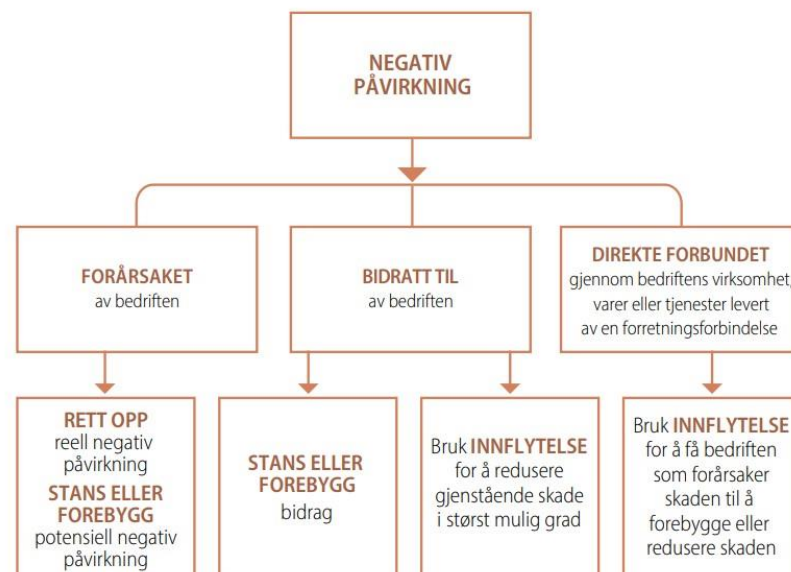 NEGATIV
PÅVIRKNING
FORÅRSAKET
av bedriften
BIDRATT TIL
av bedriften
DIREKTE FORBUNDET
gjennom bedriftens virksomhet,
varer eller tjenester levert
av en forretningsforbindelse
RETT OPP
reell negativ
påvirkning
STANS ELLER
FOREBYGG
potensiell negativ
påvirkning
STANS ELLER
FOREBYGG
bidrag
Bruk INNFLYTELSE
for å redusere
gjenstående skade
i størst mulig grad
Bruk INNFLYTELSE
for å få bedriften
som forårsaker
skaden til å
forebygge eller
redusere skaden